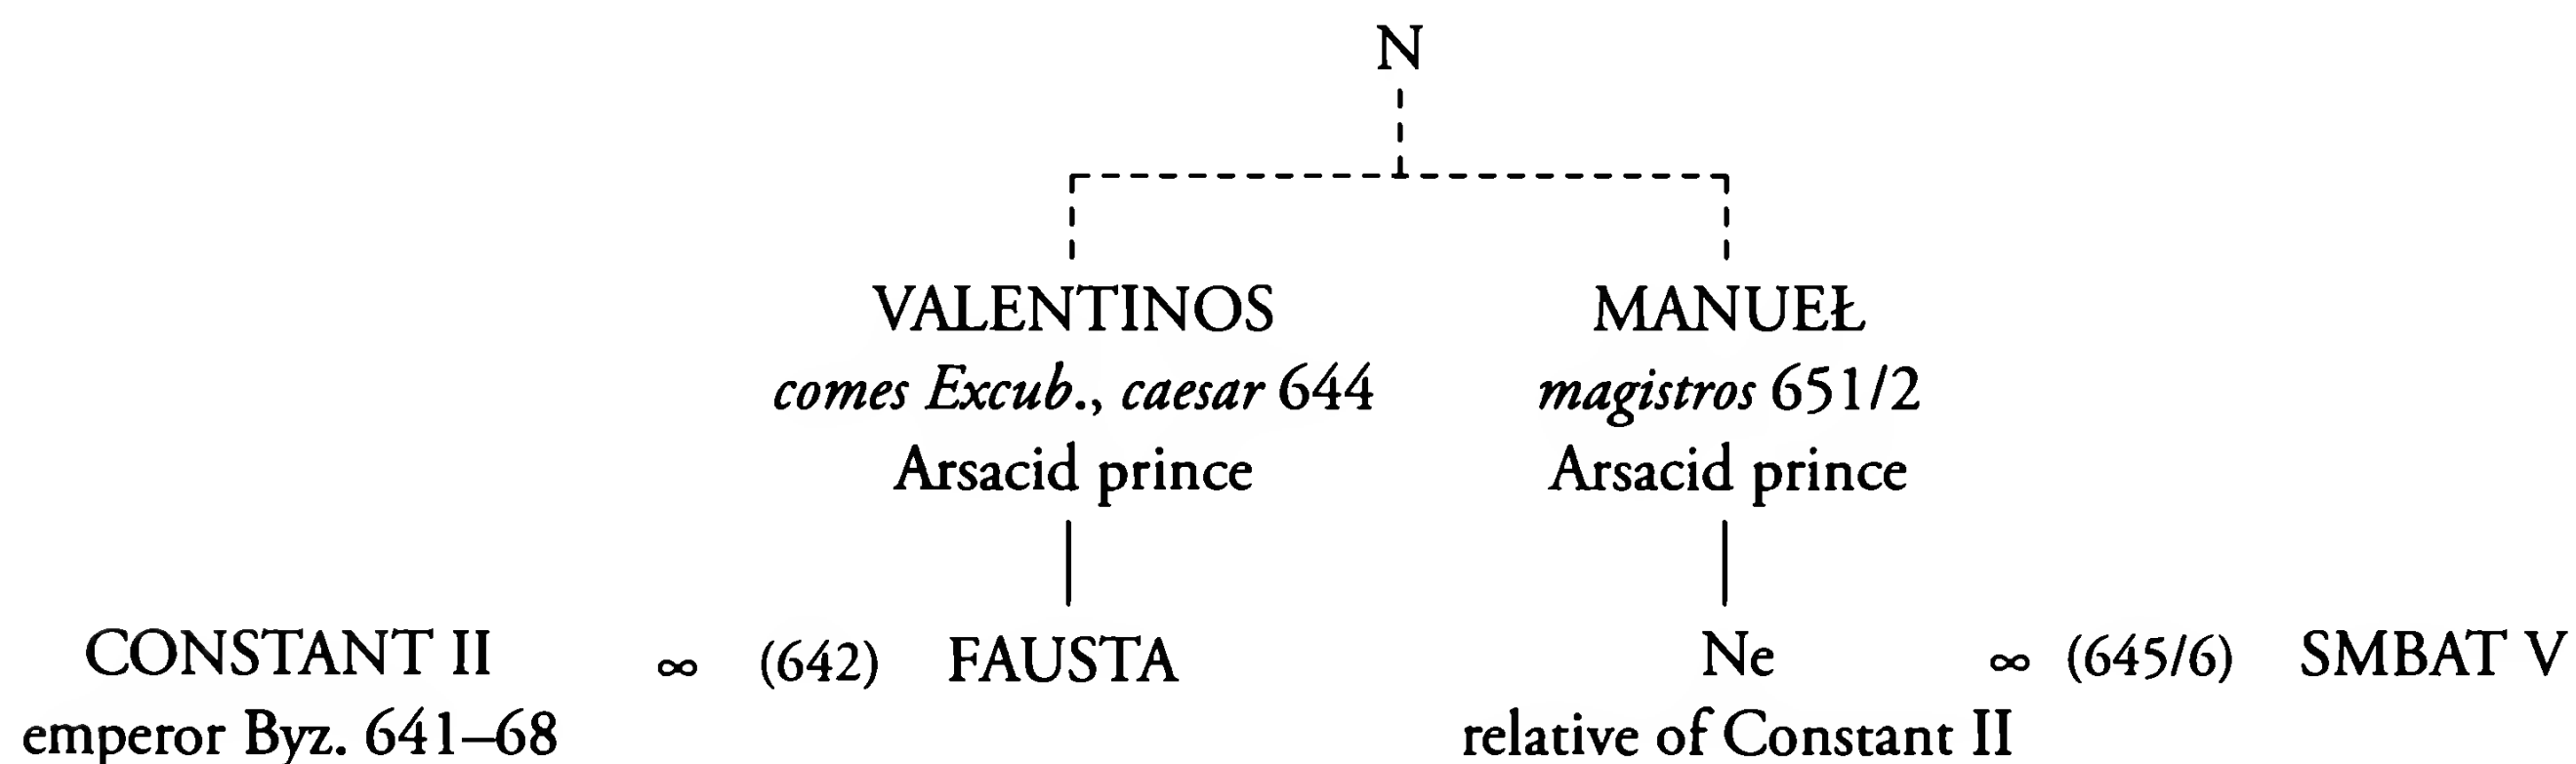 N
VALENTINOS MANUEŁ
comes Excub., caesar 644 magistros 651/2
Arsacid prince Arsacid prince
CONSTANT II ∞ (642) FAUSTA Ne ∞ (645/6) SMBAT V
emperor Byz. 641–68 relative of Constant II